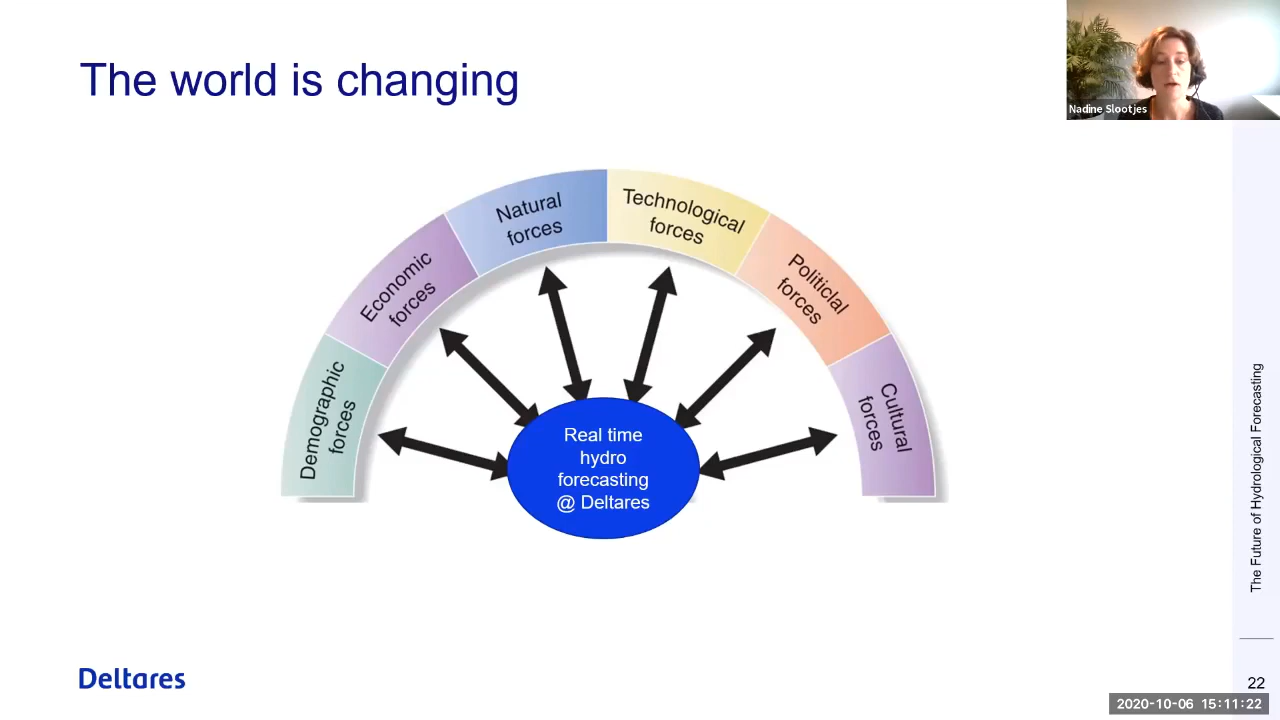 The world is changing
Nadine Slootjes
Demographic
forces
Economic
forces
Natural
forces
Technological
forces
Politiclal
forces
Cultural
forces
Real time
hydro
forecasting
@ Deltares
The Future of Hydrological Forecasting
Deltares
22
2020-10-06 15:11:22